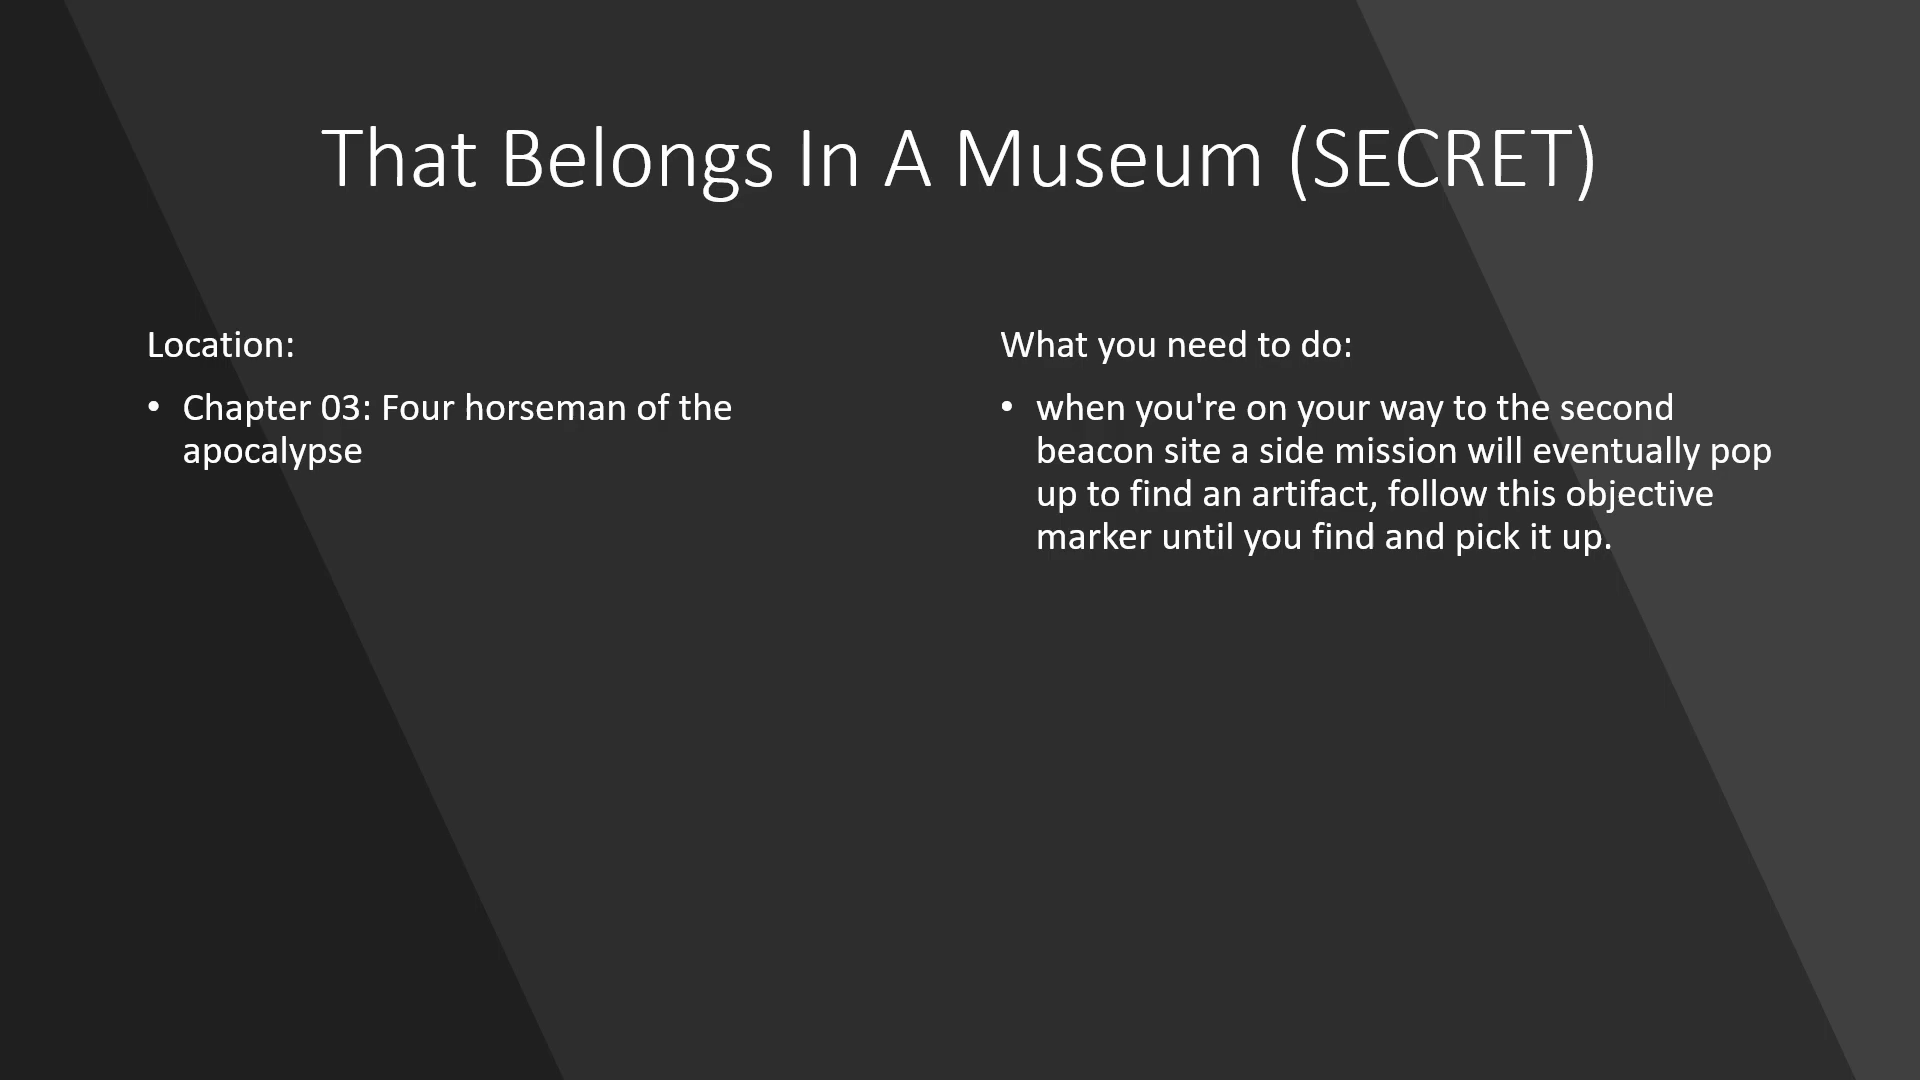 That Belongs In A Museum (SECRET)
Location:
• Chapter 03: Four horseman of the
apocalypse
What you need to do:
• when you're on your way to the second
beacon site a side mission will eventually pop
up to find an artifact, follow this objective
marker until you find and pick it up.